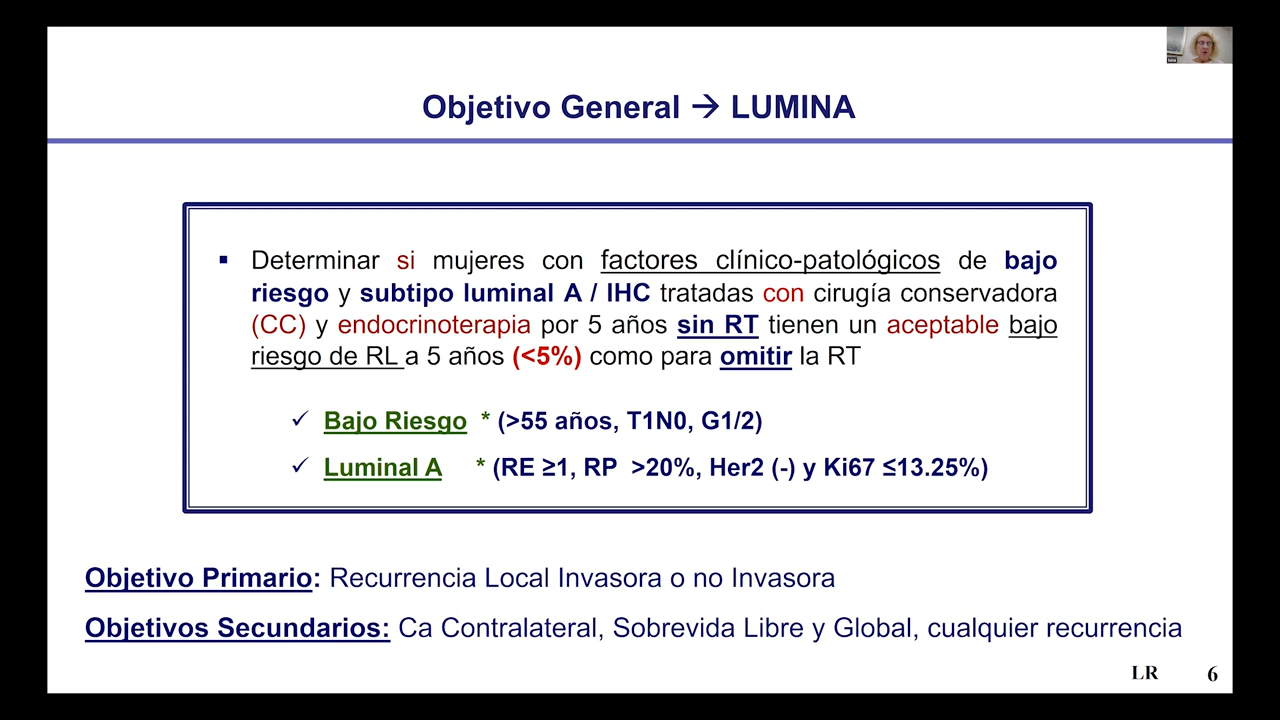 Objetivo General → LUMINA
▪ Determinar si mujeres con factores clínico-patológicos de bajo
riesgo y subtipo luminal A / IHC tratadas con cirugía conservadora
(CC) y endocrinoterapia por 5 años sin RT tienen un aceptable bajo
riesgo de RL a 5 años (<5%) como para omitir la RT
✓ Bajo Riesgo * (>55 años, T1N0, G1/2)
✓ Luminal A * (RE ≥1, RP >20%, Her2 (-) y Ki67 ≤13.25%)
Objetivo Primario: Recurrencia Local Invasora o no Invasora
Objetivos Secundarios: Ca Contralateral, Sobrevida Libre y Global, cualquier recurrencia
LR 6